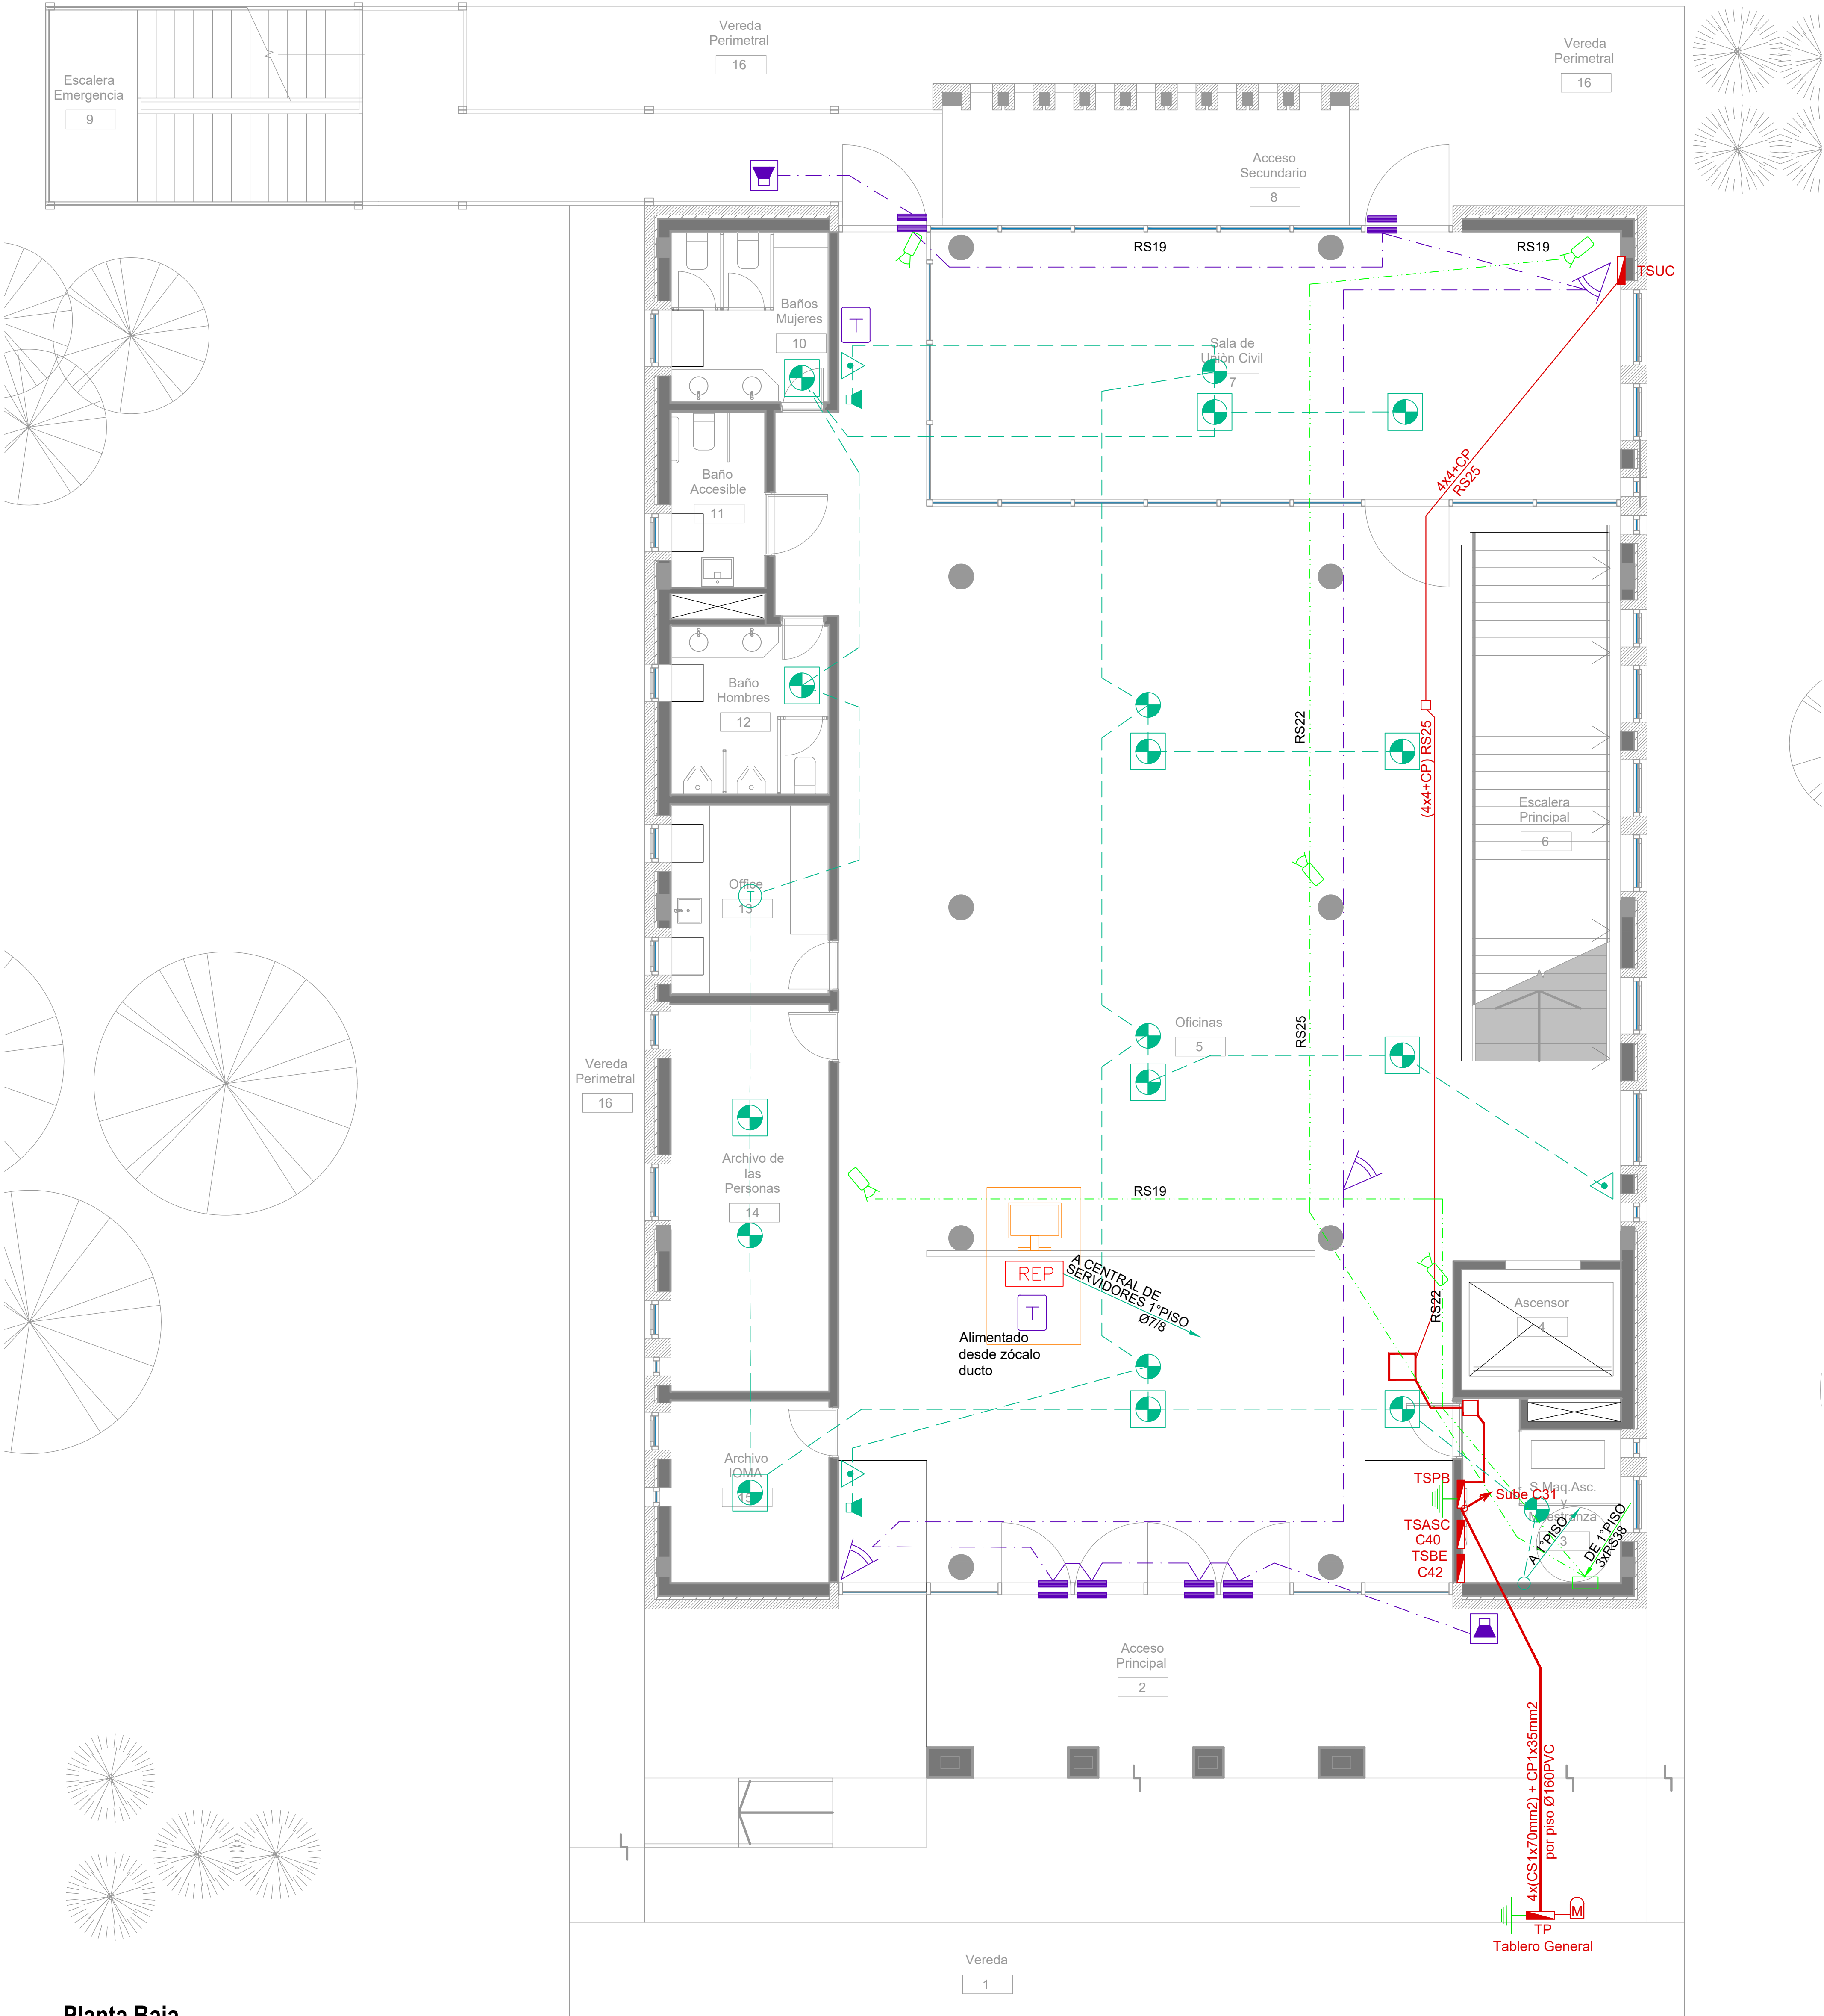 Vereda
Perimetral
16
Vereda
Perimetral
16
Escalera
Emergencia
9
Acceso
Secundario
8
RS19
RS19
TSUC
Baños
Mujeres
10
T
Sala de
Uniòn Civil
7
4x4+CP
RS25
Baño
Accesible
11
Baño
Hombres
12
RS22
(4x4+CP) RS25
Escalera
Principal
6
Office
13
T
Oficinas
5
RS25
Vereda
Perimetral
16
Archivo de
las
Personas
14
RS19
REP
T
A CENTRAL DE
SERVIDORES 1°PISO
Ø7/8
Alimentado
desde zócalo
ducto
RS22
Ascensor
4
Archivo
IOMA
15
TSPB
Sube C31
S.Maq.Asc.
y
Maestranza
3
TSASC
C40
TSBE
C42
A 1°PISO
DE 1°PISO
3xRS38
Acceso
Principal
2
4x(CS1x70mm2) + CP1x35mm2
por piso Ø160PVC
M
TP
Tablero General
Vereda
1
Planta Baja